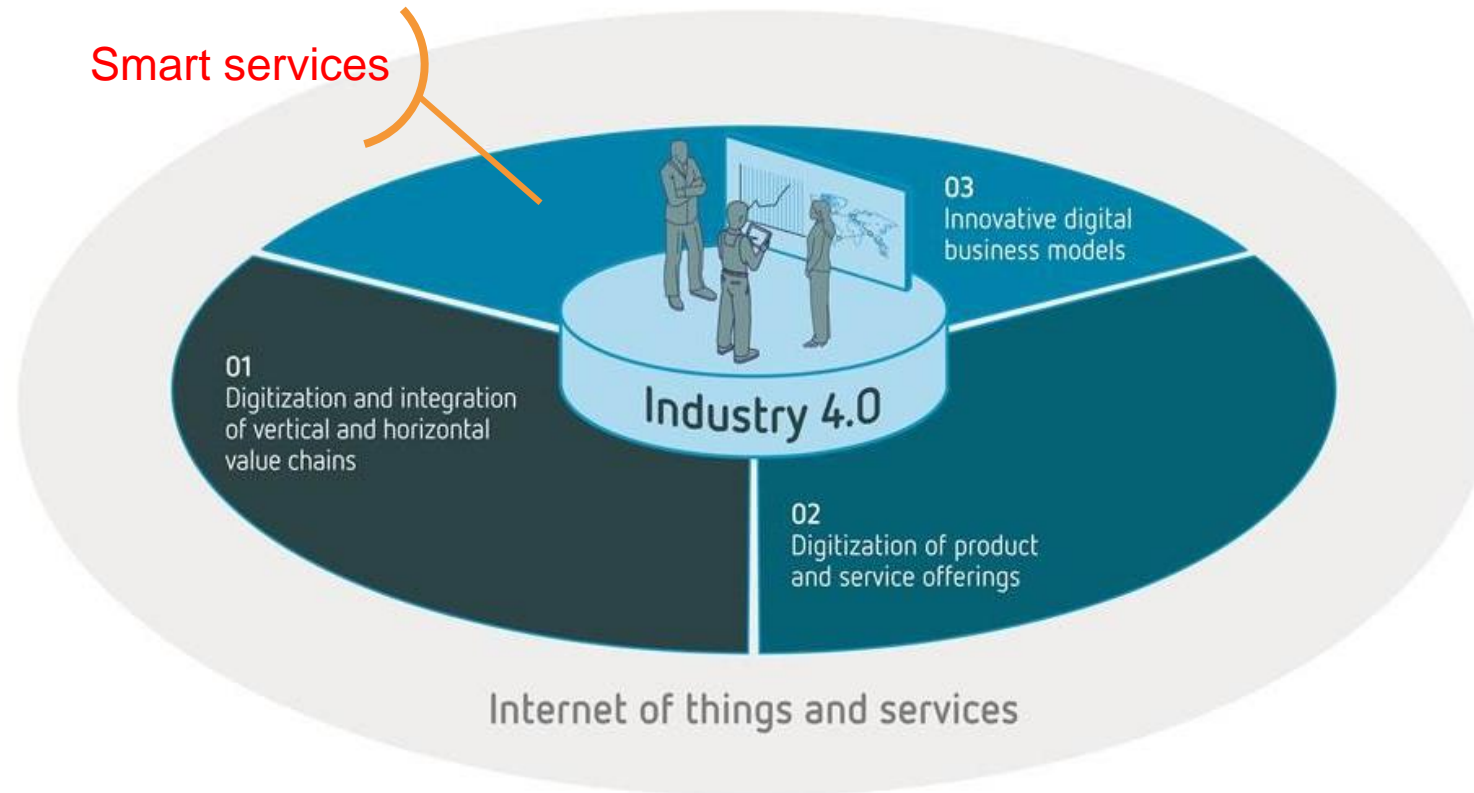 Smart services
03
Innovative digital
business models
01
Digitization and integration
of vertical and horizontal
value chains
Industry 4.0
02
Digitization of product
and service offerings
Internet of things and services